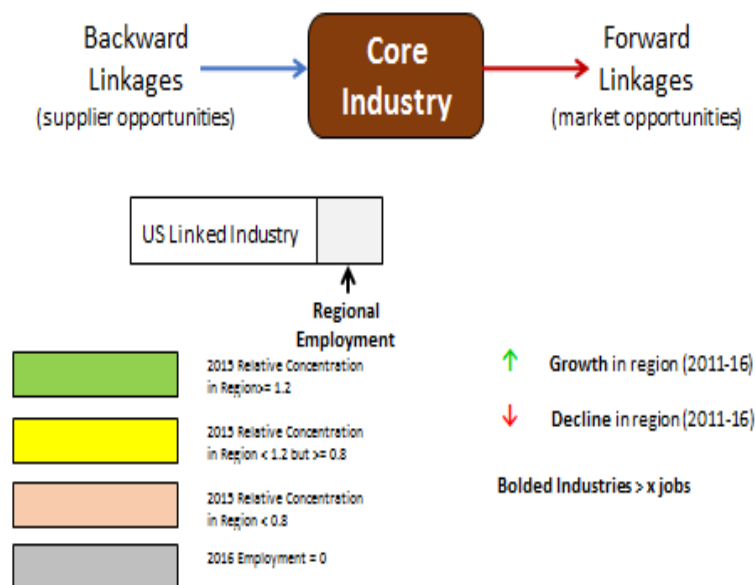 Backward
Linkages
(supplier opportunities)
Core
Industry
Forward
Linkages
(market opportunities)
US Linked Industry
Regional
Employment
2015 Relative Concentration
in Region>= 1.2
2015 Relative Concentration
in Region < 1.2 but >= 0.8
2015 Relative Concentration
in Region < 0.8
2016 Employment = 0
Growth in region (2011-16)
Decline in region (2011-16)
Bolded Industries > x jobs